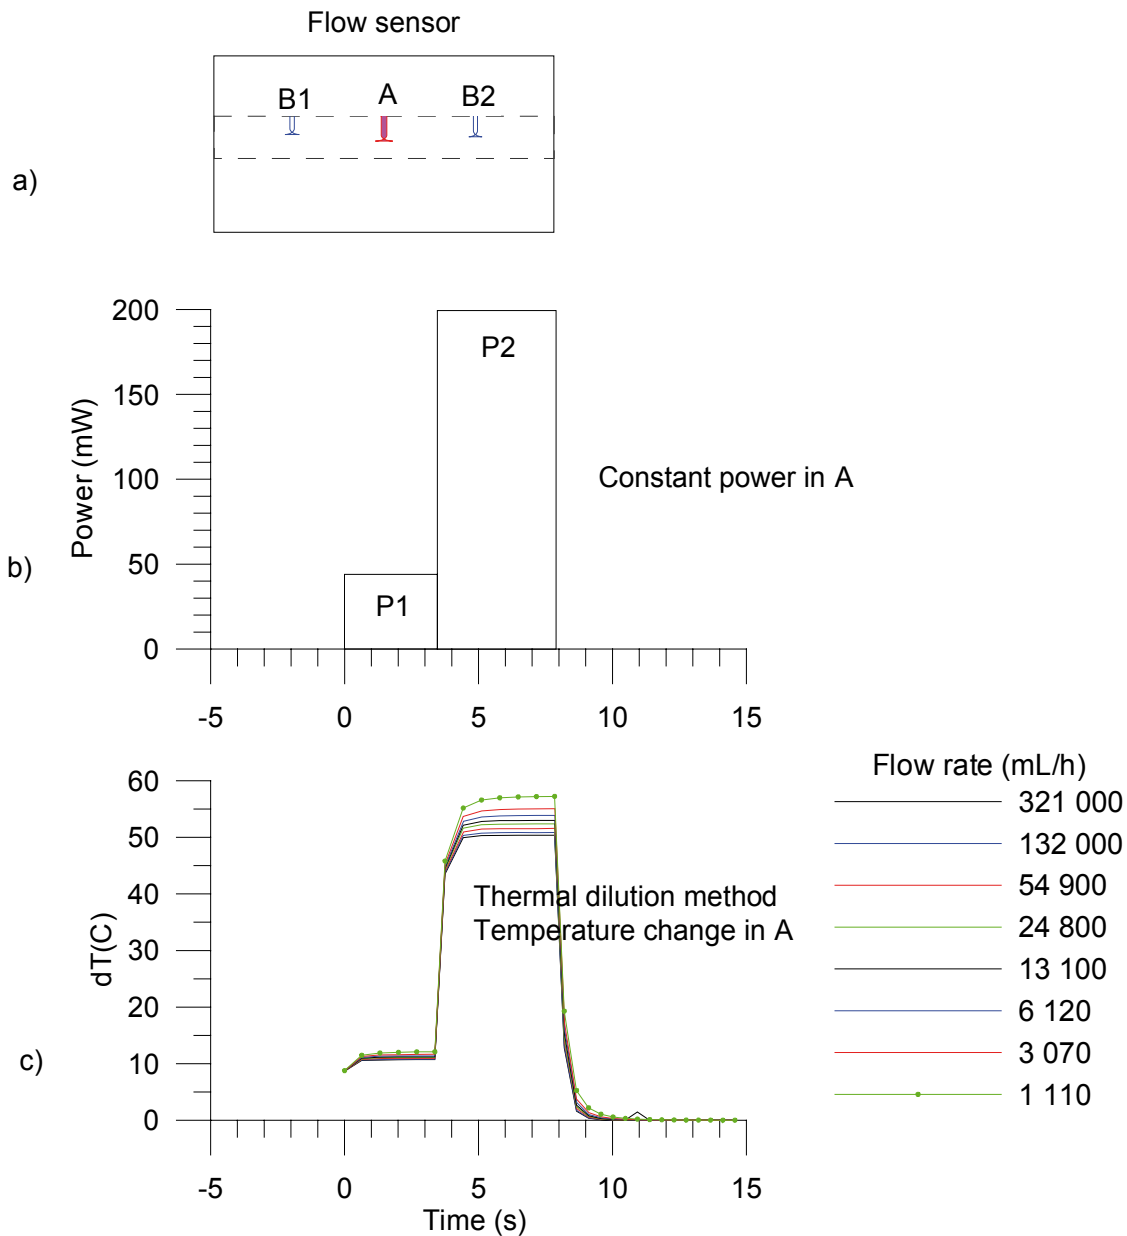 Flow sensor
B1
A
B2
a)
200
150
100
50
0
Power (mW)
P2
P1
Constant power in A
b)
-5
0
5
10
15
60
50
40
30
20
10
0
dT(C)
Thermal dilution method
Temperature change in A
c)
-5
0
5
10
15
Time (s)
Flow rate (mL/h)
321 000
132 000
54 900
24 800
13 100
6 120
3 070
1 110